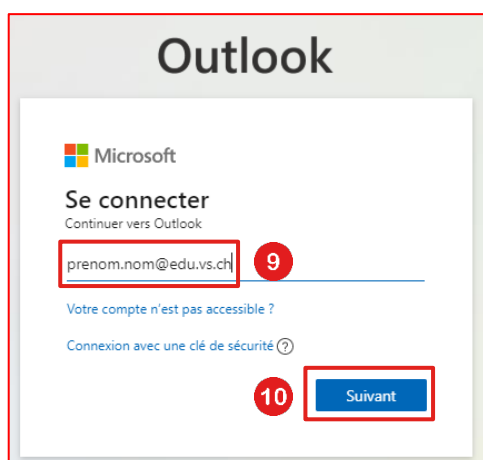 Outlook
Microsoft
Se connecter
Continuer vers Outlook
prenom.nom@edu.vs.ch
9
Votre compte n'est pas accessible ?
Connexion avec une clé de sécurité ?
10
Suivant